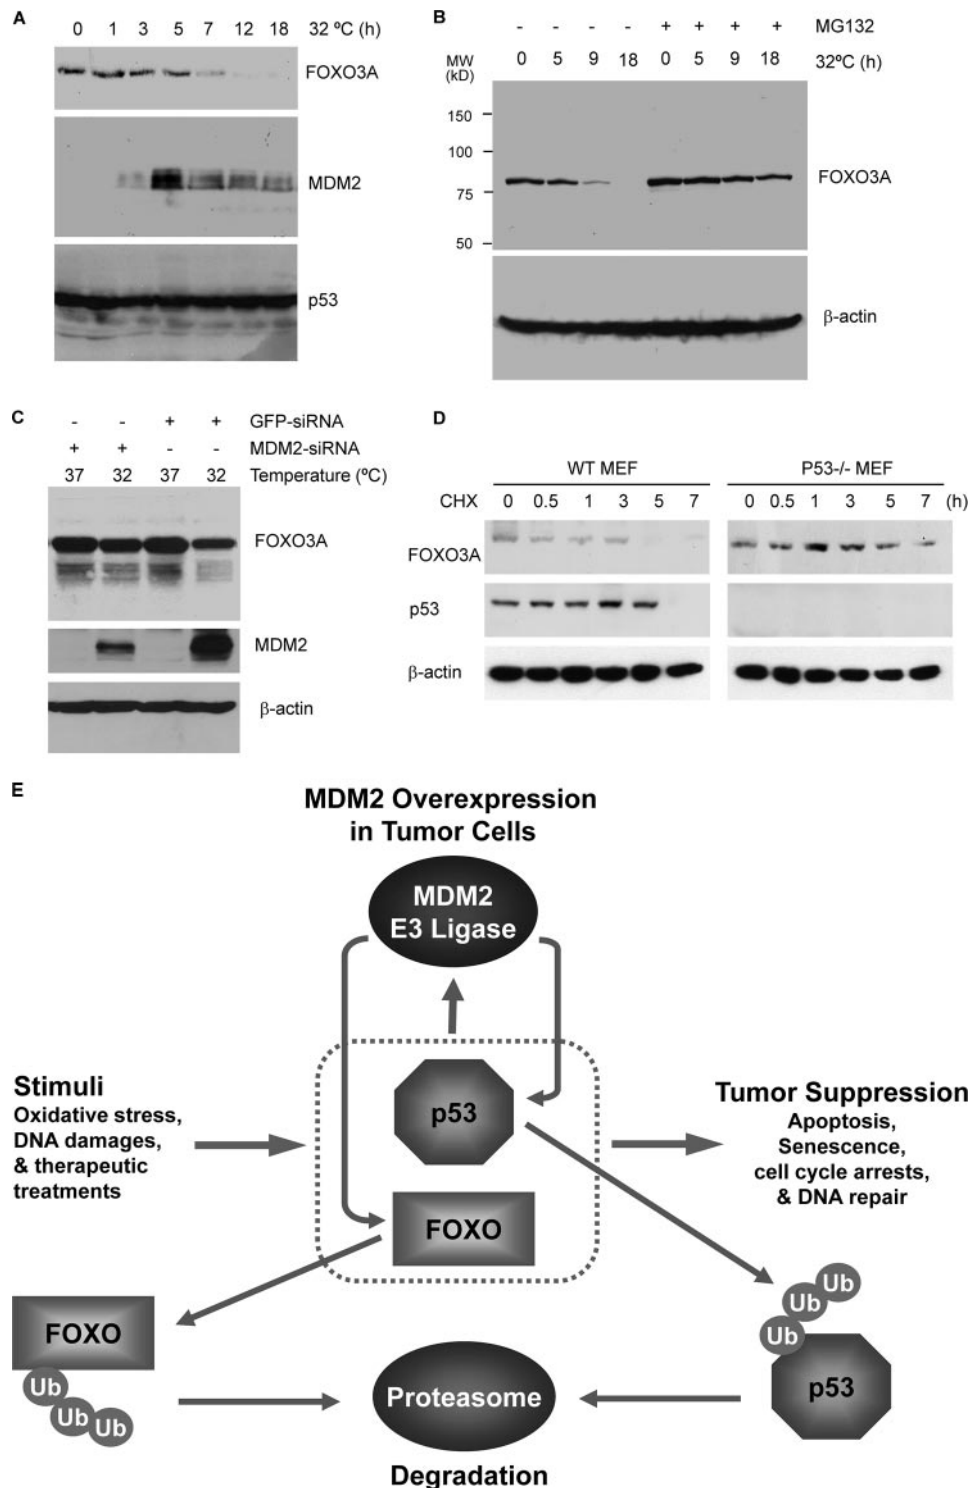 A
0 1 3 5 7 12 18 32 ºC (h)
FOXO3A
MDM2
p53
B
- - - - + + + + MG132
MW
(kD)
0 5 9 18 0 5 9 18 32ºC (h)
150
100
75
50
FOXO3A
β-actin
C
- - + + GFP-siRNA
+ + - - MDM2-siRNA
37 32 37 32 Temperature (ºC)
FOXO3A
MDM2
β-actin
D
WT MEF P53-/- MEF
CHX 0 0.5 1 3 5 7 0 0.5 1 3 5 7 (h)
FOXO3A
p53
β-actin
E
MDM2 Overexpression
in Tumor Cells
MDM2
E3 Ligase
Stimuli
Oxidative stress,
DNA damages,
& therapeutic
treatments
p53
FOXO
Tumor Suppression
Apoptosis,
Senescence,
cell cycle arrests,
& DNA repair
FOXO
Ub
Ub
Ub
Proteasome
Ub
Ub
Ub
p53
Degradation